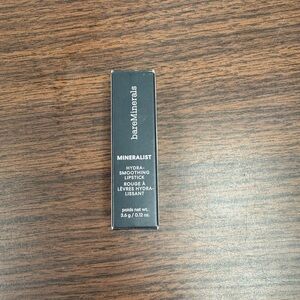 bareMinerals
MINERALIST
HYDRA-
SMOOTHING
LIPSTICK
ROUGE À
LÈVRES HYDRA-
LISSANT
poids net wt.
3.6 g / 0.12 oz.